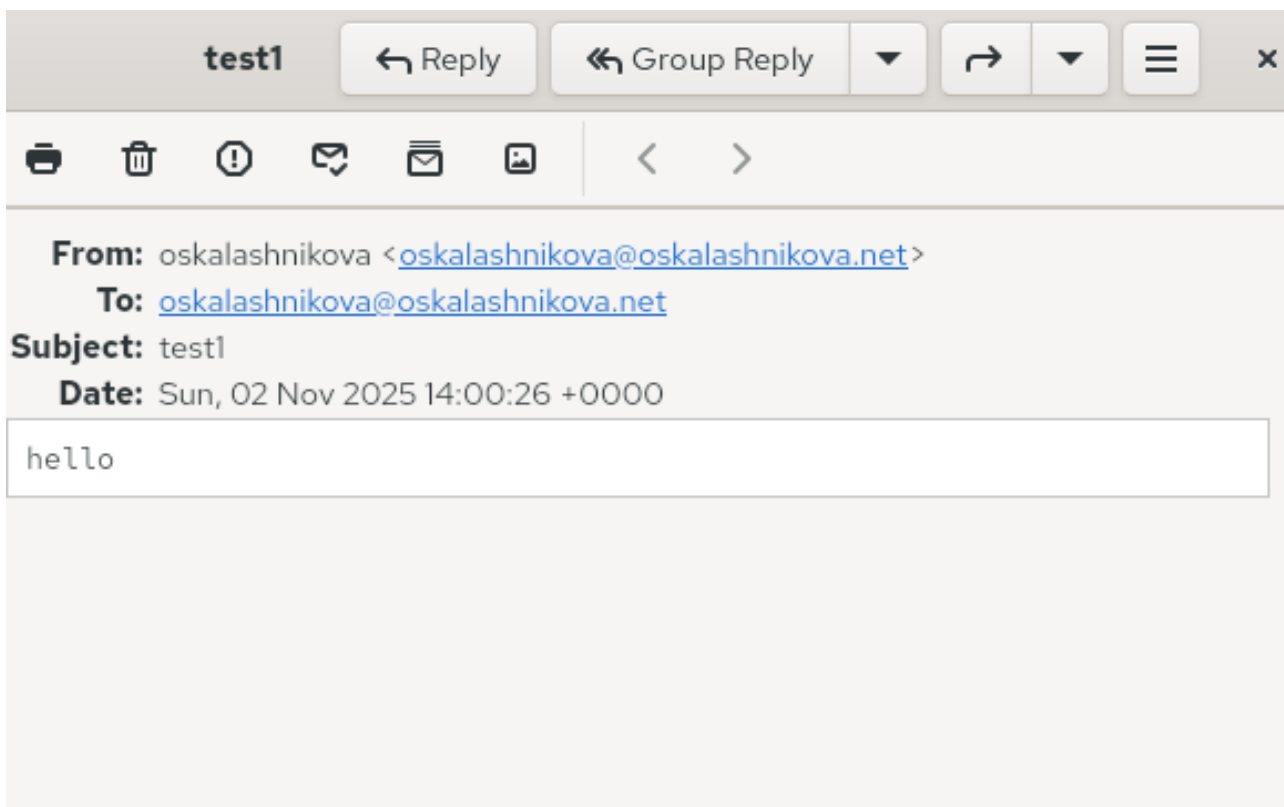 test1 Reply Group Reply
From: oskalashnikova <oskalashnikova@oskalashnikova.net>
To: oskalashnikova@oskalashnikova.net
Subject: test1
Date: Sun, 02 Nov 2025 14:00:26 +0000
hello